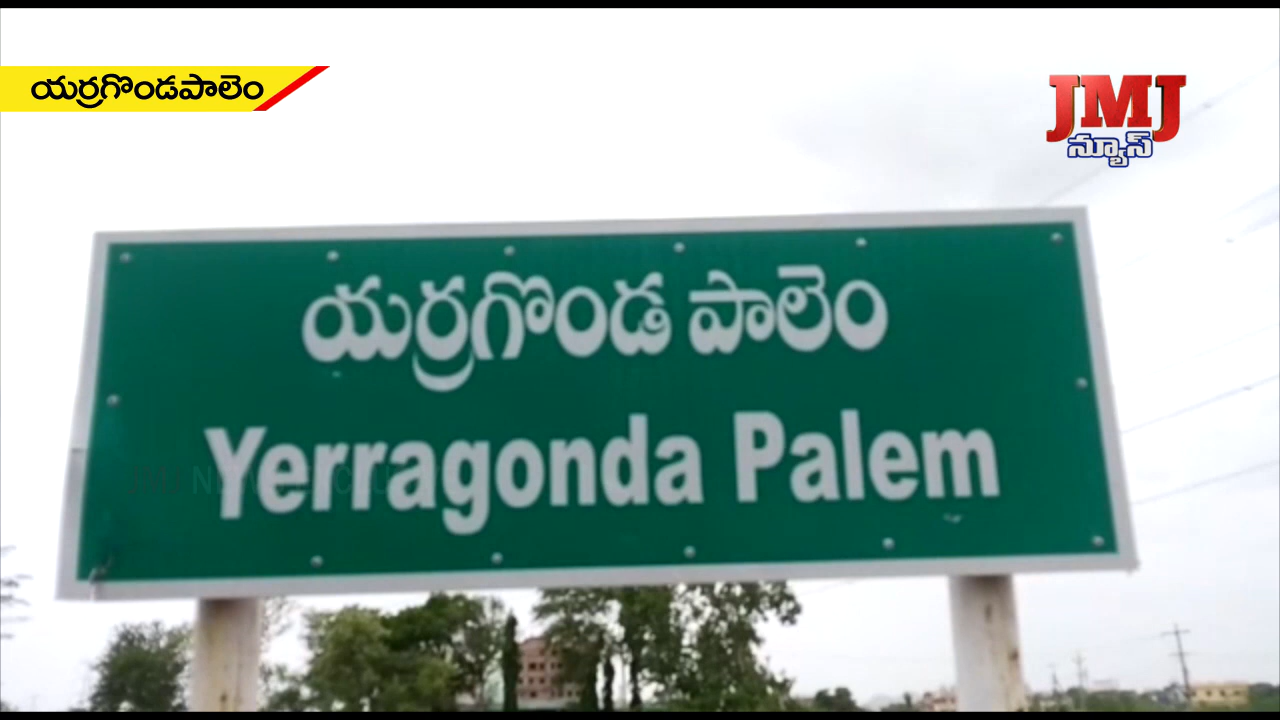 యర్రగొండపాలెం
JMJ
న్యూస్
యర్రగొండ పాలెం
Yerragonda Palem